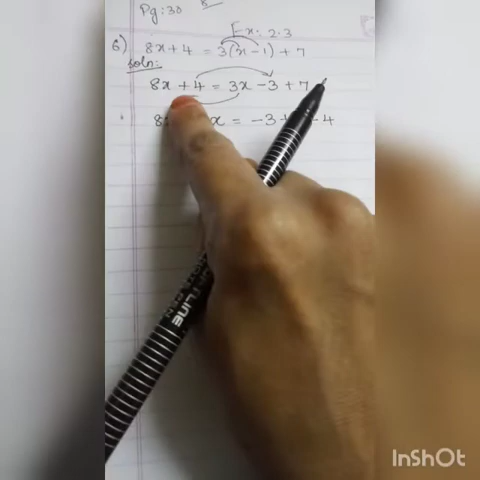 Pg:30
Ex: 2.3
6) 8x+4 = 3(x-1)+7
Soln:
8x+4 = 3x-3+7
8 x = -3+ -4
InShOt